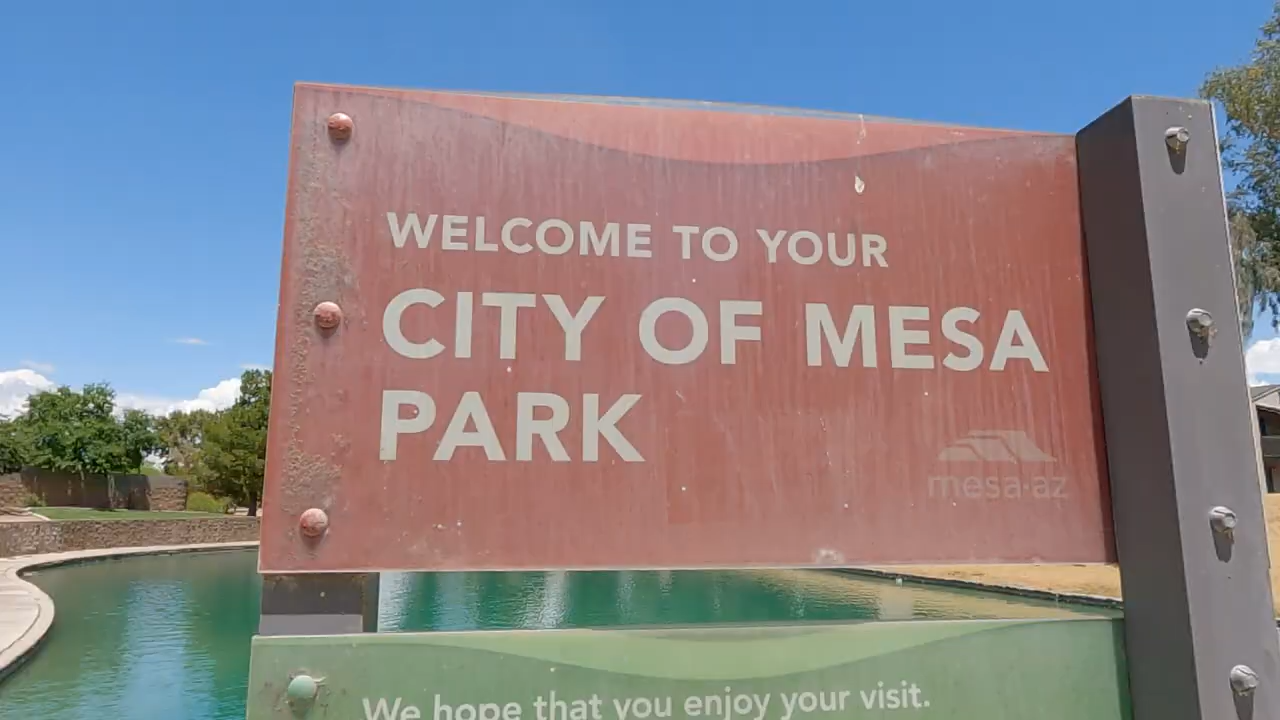 WELCOME TO YOUR
CITY OF MESA
PARK
mesa·az
We hope that you enjoy your visit.